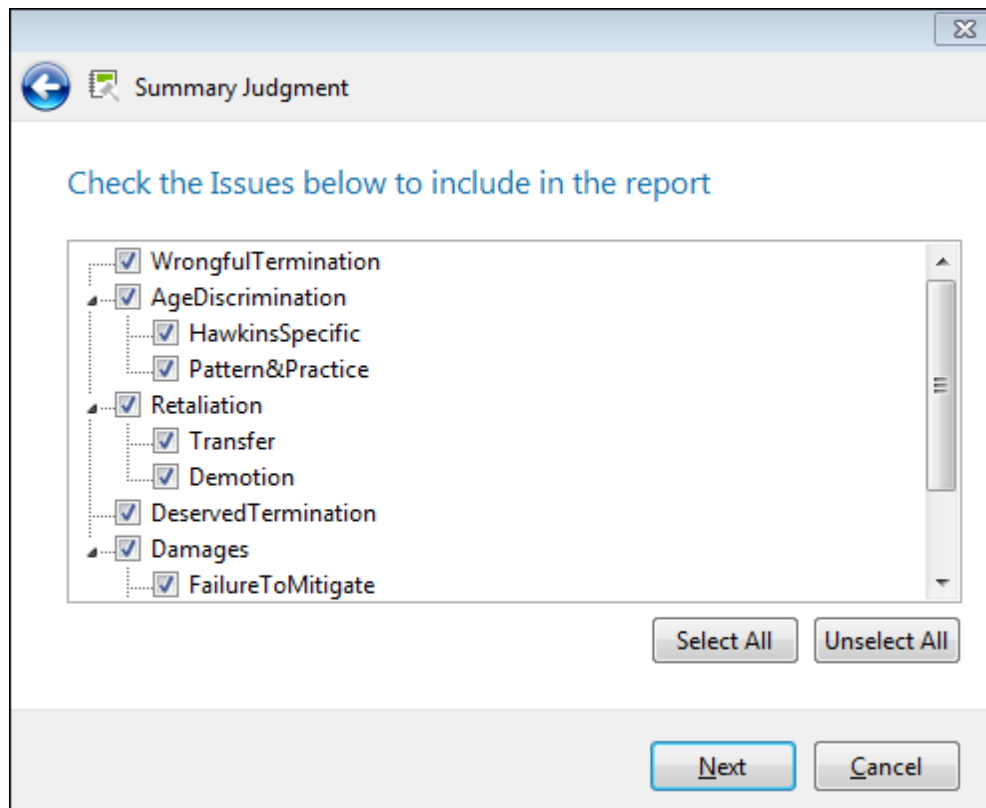 Summary Judgment
Check the Issues below to include in the report
WrongfulTermination
AgeDiscrimination
HawkinsSpecific
Pattern&Practice
Retaliation
Transfer
Demotion
DeservedTermination
Damages
FailureToMitigate
Select All Unselect All
Next Cancel